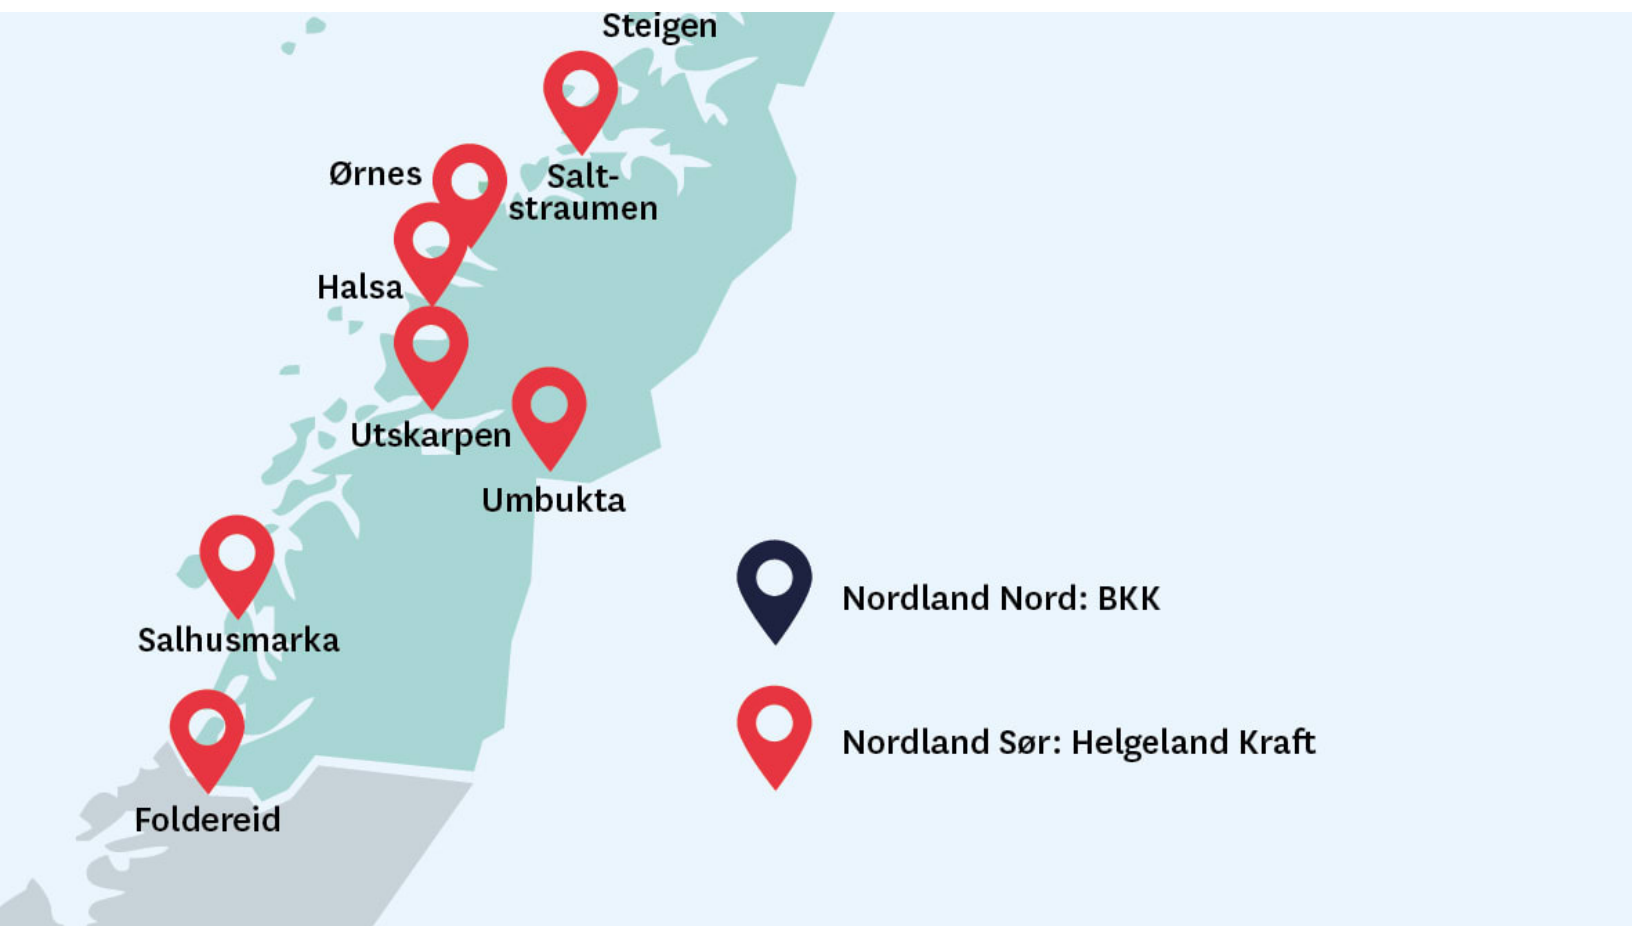 Steigen
Ørnes
Salt-
straumen
Halsa
Utskarpen
Umbukta
Nordland Nord: BKK
Salhusmarka
Nordland Sør: Helgeland Kraft
Foldereid